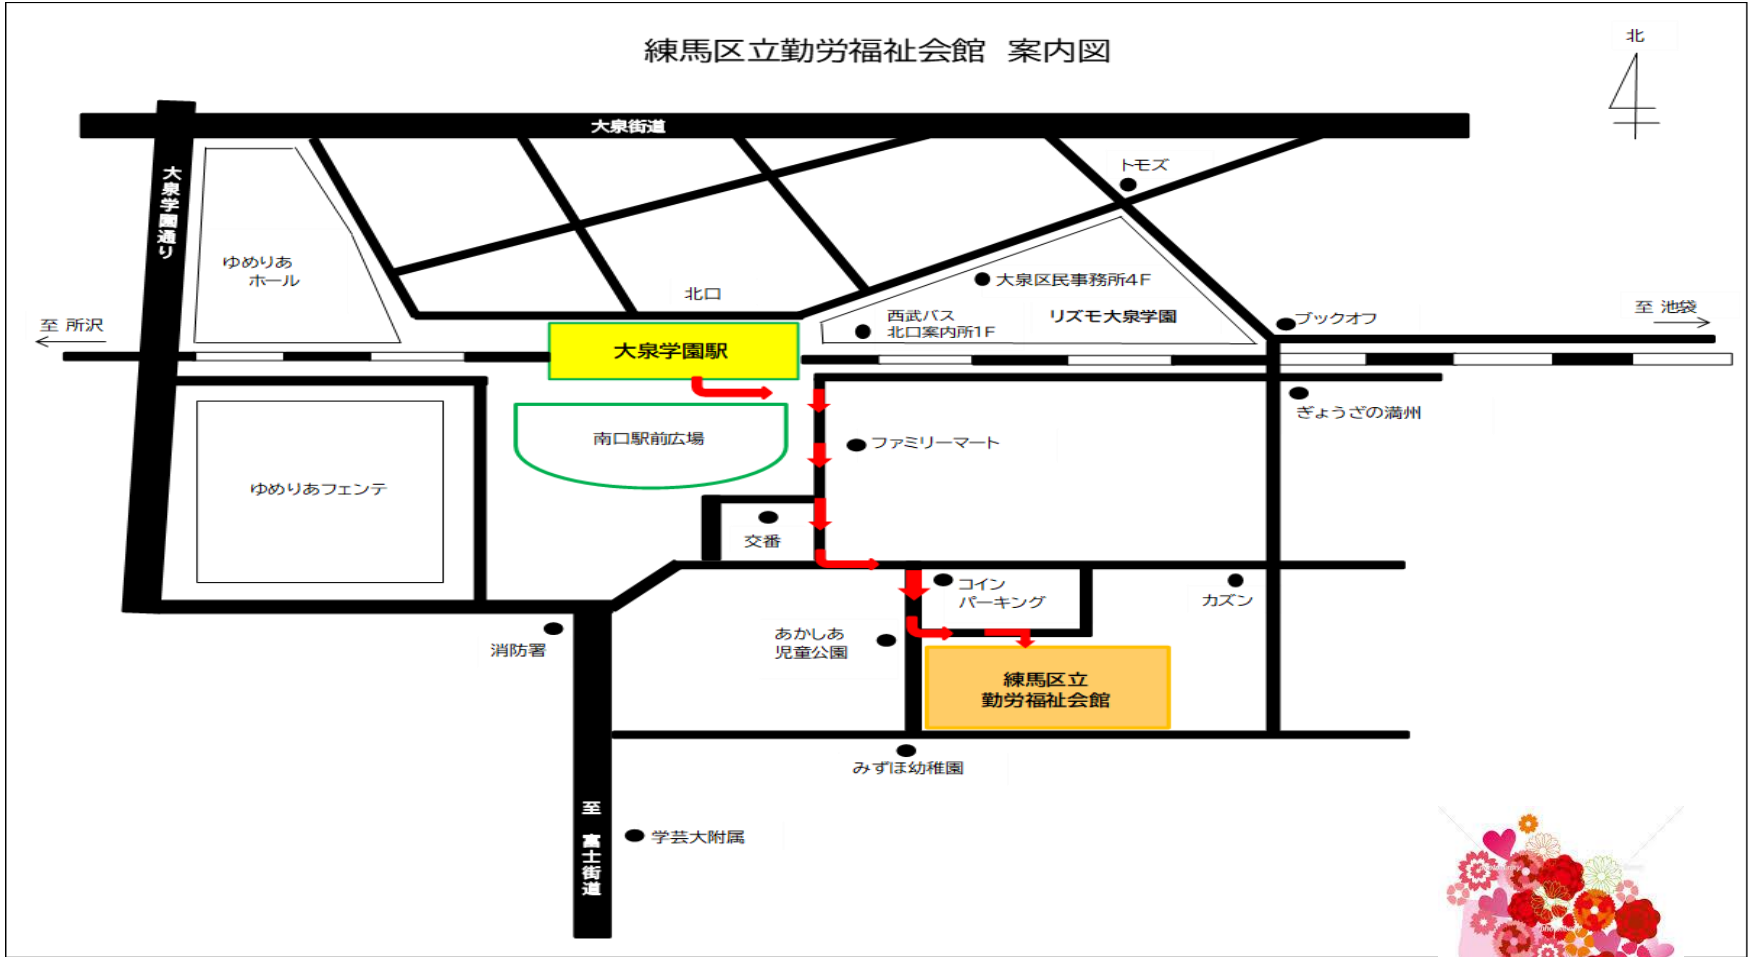 練馬区立勤労福祉会館 案内図
北
大泉街道
トモズ
大泉学園通り
ゆめりあ
ホール
大泉区民事務所4F
北口
西武バス
北口案内所1F
リズモ大泉学園
ブックオフ
至 池袋
至 所沢
大泉学園駅
ぎょうざの満州
南口駅前広場
ファミリーマート
ゆめりあフェンテ
交番
コイン
パーキング
カズン
消防署
あかしあ
児童公園
練馬区立
勤労福祉会館
みずほ幼稚園
至 富士街道
学芸大附属